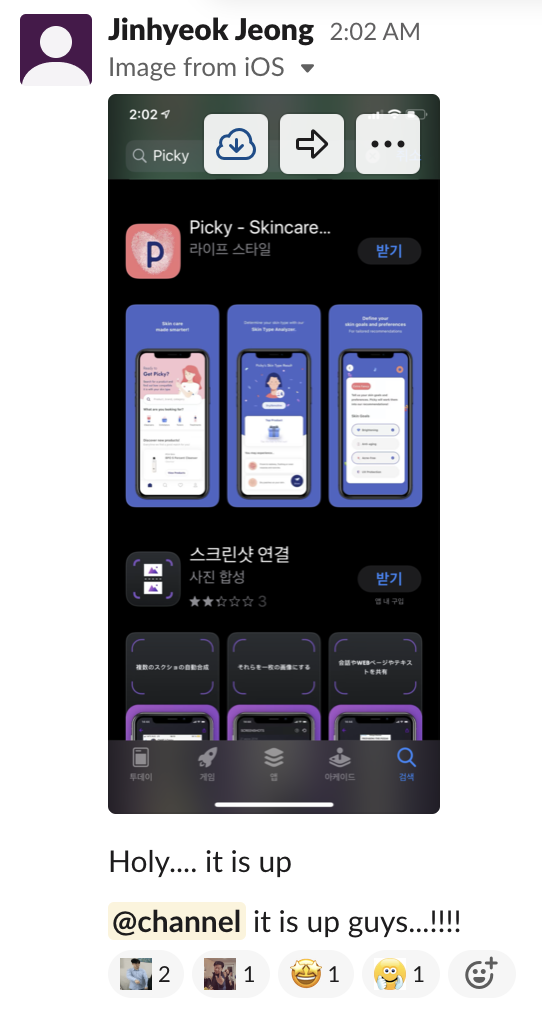 Jinhyeok Jeong 2:02 AM
Image from iOS
2:02
Picky
Picky - Skincare...
라이프 스타일
받기
Skin care
made smarter!
Determine your skin type with our
Skin Type Analyzer.
Define your
skin goals and preferences
Got Picky?
What are you looking for?
Discover new products!
Picky's Skin Type Result
Skin Goals
Brightening
Anti-aging
스크린샷 연결
사진 합성
3
받기
앱 내 구입
複数のスクショの自動合成
それらを一枚の画像にする
会話やWEBページやテキス
トを共有
투데이
게임
앱
아케이드
검색
Holy.... it is up
@channel it is up guys...!!!!
2
1
1
1